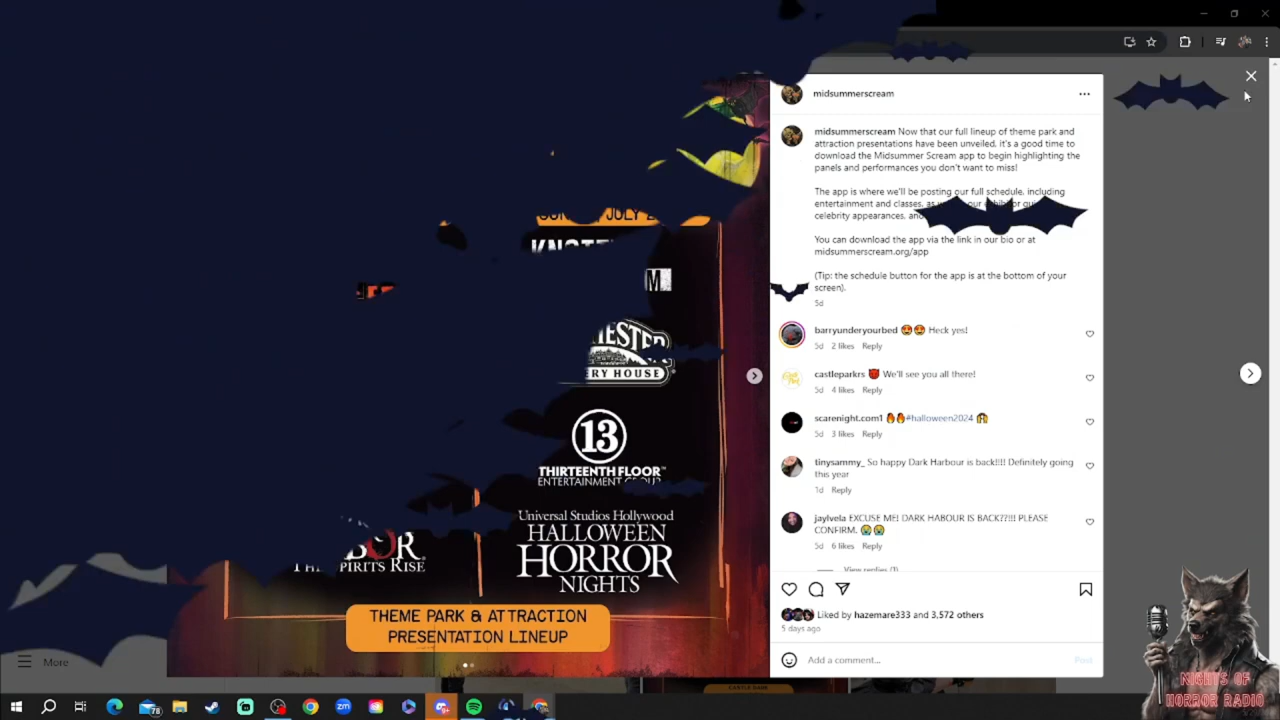 midsummerscream
midsummerscream Now that our full lineup of theme park and
attraction presentations have been unveiled, it's a good time to
download the Midsummer Scream app to begin highlighting the
panels and performances you don't want to miss!
The app is where we'll be posting our full schedule, including
entertainment and classes, as our
celebrity appearances, and
You can download the app via the link in our bio or at
midsummerscream.org/app
(Tip: the schedule button for the app is at the bottom of your
screen).
5d
barryunderyourbed 😍😍 Heck yes!
5d 2 likes Reply
castleparkrs 👹 We'll see you all there!
5d 4 likes Reply
scarenight.com1 🔥🔥#halloween2024
5d 3 likes Reply
tinysammy_ So happy Dark Harbour is back!!!! Definitely going
this year
1d Reply
jaylvela EXCUSE ME! DARK HABOUR IS BACK??!!! PLEASE
CONFIRM. 😭😭
5d 6 likes Reply
View replies (1)
Liked by hazemare333 and 3,572 others
5 days ago
Add a comment...
Post
JULY
M
ERY HOUSE
13
THIRTEENTH FLOOR
ENTERTAINMENT GROUP
Universal Studios Hollywood
HALLOWEEN
HORROR
NIGHTS
SPIRITS RISE
THEME PARK & ATTRACTION
PRESENTATION LINEUP
More
NIGHTS OF
HORROR RADIO